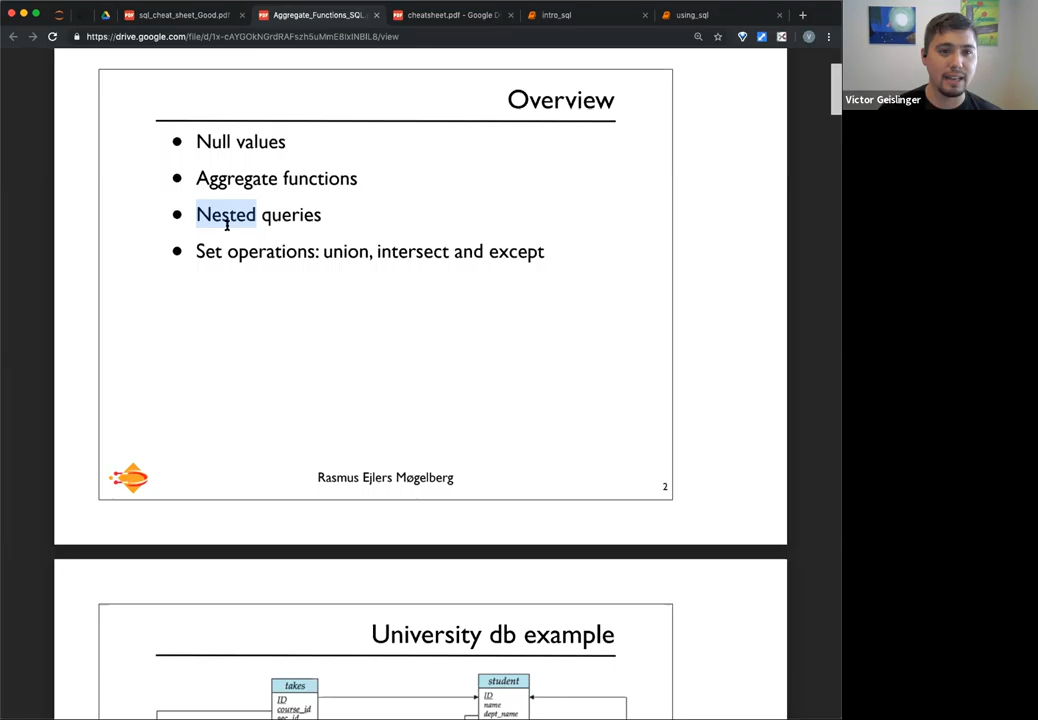 sql_cheat_sheet_Good.pdf
Aggregate_Functions_SQL.
cheatsheet.pdf - Google D
intro_sql
using_sql
https://drive.google.com/file/d/1x-cAYGOkNGrdRAFszh5uMmE8lxINBIL8/view
V
Victor Geislinger
Overview
• Null values
• Aggregate functions
• Nested queries
• Set operations: union, intersect and except
Rasmus Ejlers Møgelberg
2
University db example
takes
ID
course_id
sec_id
student
ID
name
dept_name